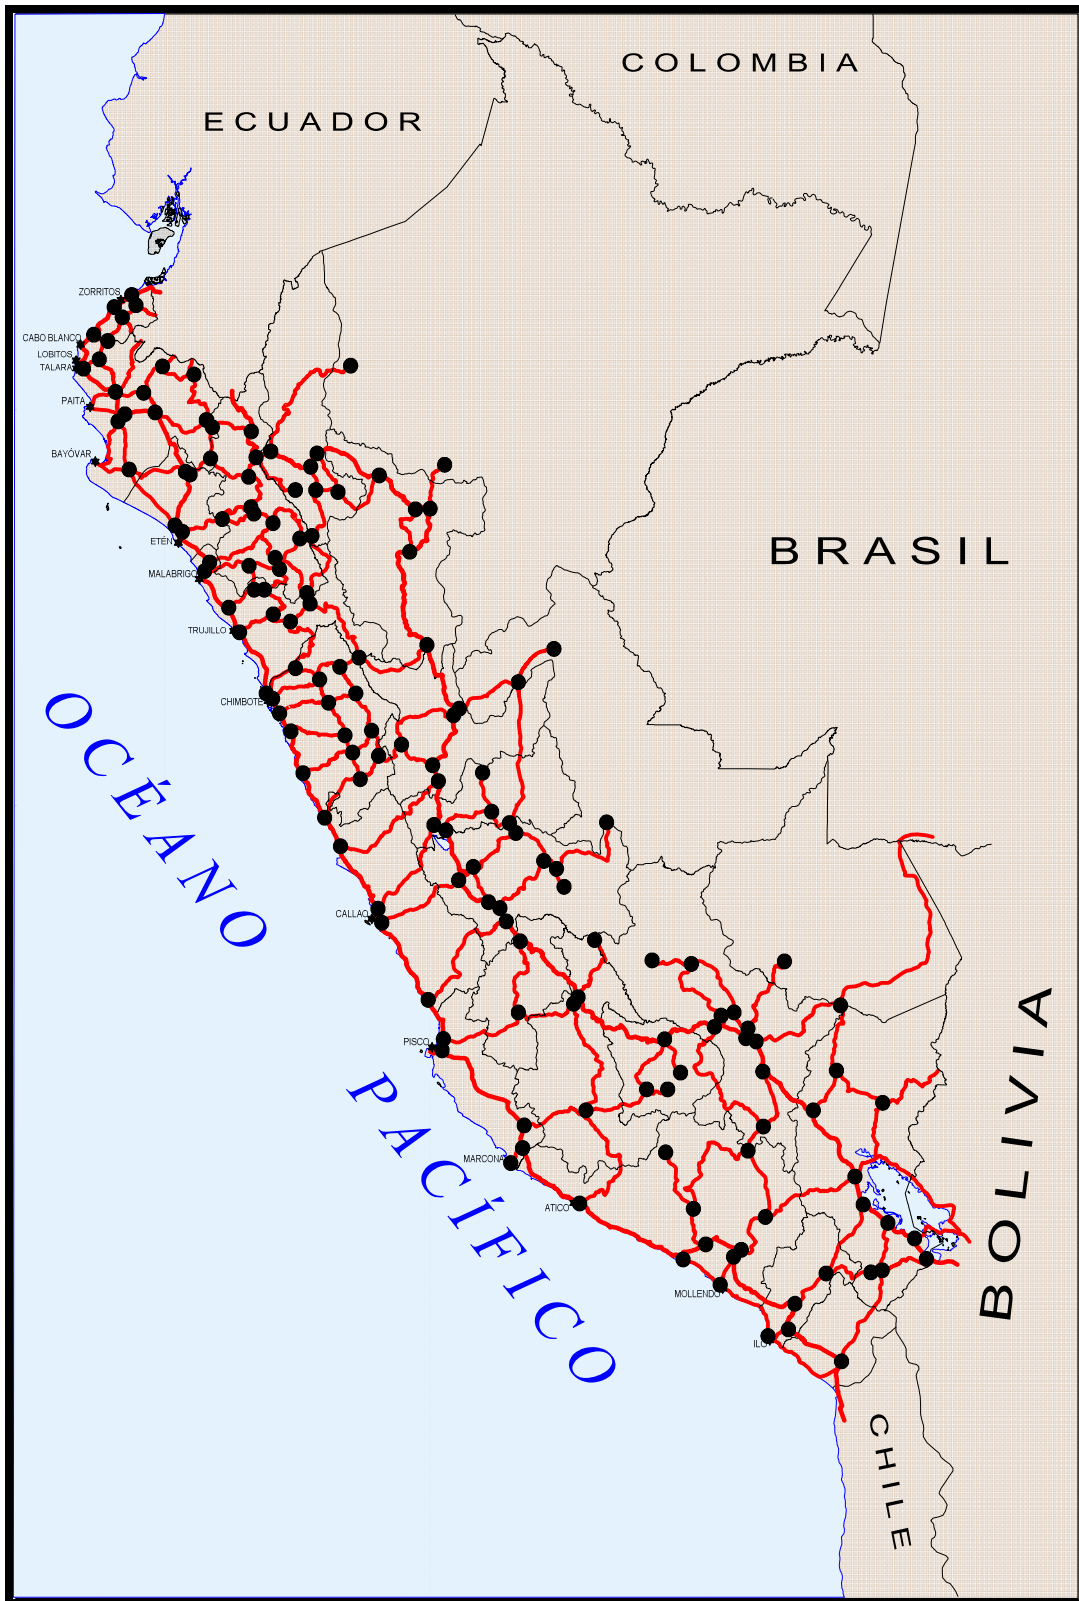 COLOMBIA
ECUADOR
ZORRITOS
CABO BLANCO
LOBITOS
TALARA
PAITA
BAYÓVAR
ETÉN
BRASIL
MALABRIGO
TRUJILLO
CHIMBOTE
OCÉANO
CALLAO
PISCO
BOLIVIA
PACÍFICO
MARCONA
ATICO
MOLLENDO
ILO
CHILE